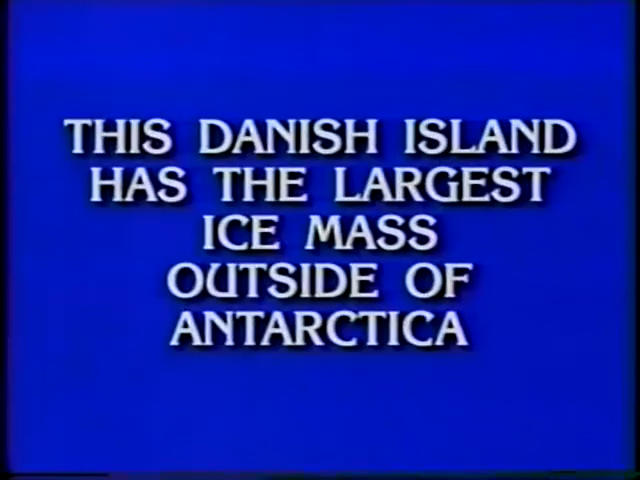 THIS DANISH ISLAND
HAS THE LARGEST
ICE MASS
OUTSIDE OF
ANTARCTICA